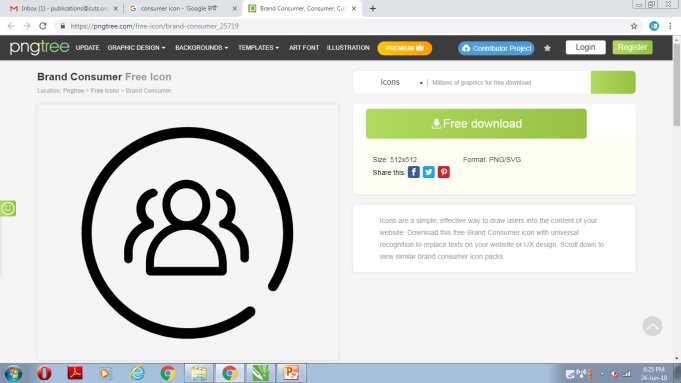 Inbox (1) - publications@cuts.or
consumer icon - 'Google सर्च'
Brand Consumer, Consumer, Cus
https://pngtree.com/free-icon/brand-consumer_25719
pngtree UPDATE GRAPHIC DESIGN BACKGROUNDS TEMPLATES ART FONT ILLUSTRATION PREMIUM Contributor Project Login Register
Brand Consumer Free Icon
Location: Pngtree > Free Icons > Brand Consumer
Icons | Millions of graphics for free download
Free download
Size: 512x512 Format: PNG/SVG
Share this:
Icons are a simple, effective way to draw users into the content of your
website. Download this free Brand Consumer icon with universal
recognition to replace texts on your website or UX design. Scroll down to
view similar brand consumer icon packs
6:25 PM
24-Jun-19